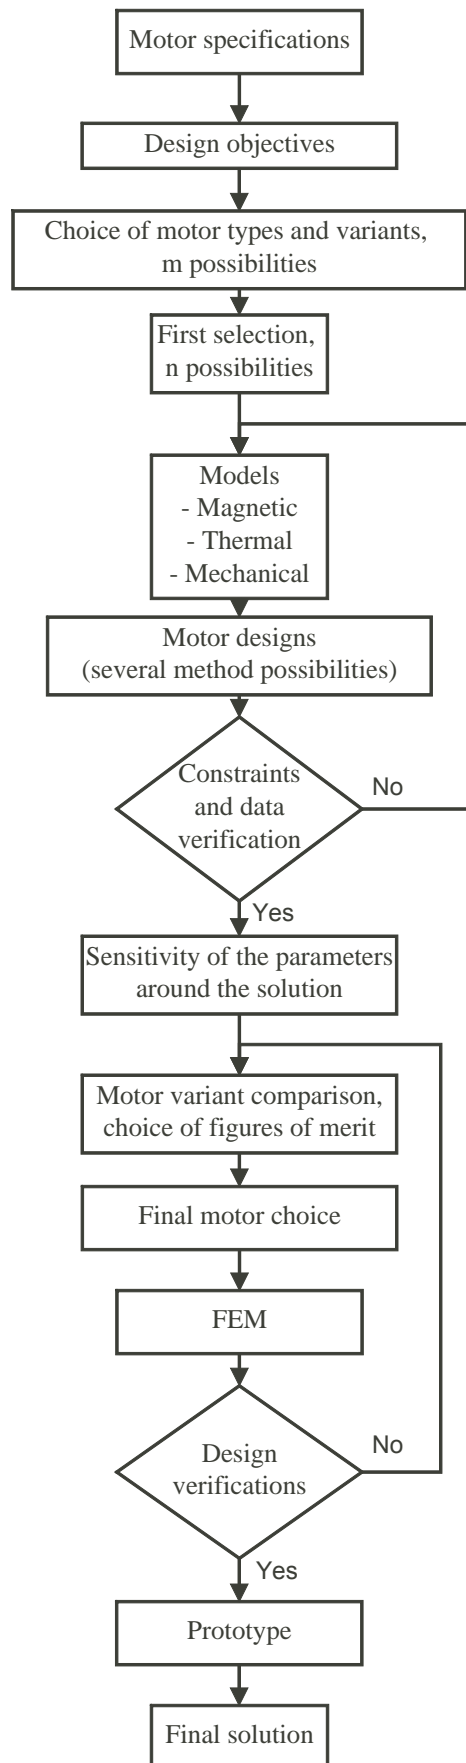 Motor specifications
Design objectives
Choice of motor types and variants,
m possibilities
First selection,
n possibilities
Models
- Magnetic
- Thermal
- Mechanical
Motor designs
(several method possibilities)
Constraints
and data
verification
No
Yes
Sensitivity of the parameters
around the solution
Motor variant comparison,
choice of figures of merit
Final motor choice
FEM
Design
verifications
No
Yes
Prototype
Final solution